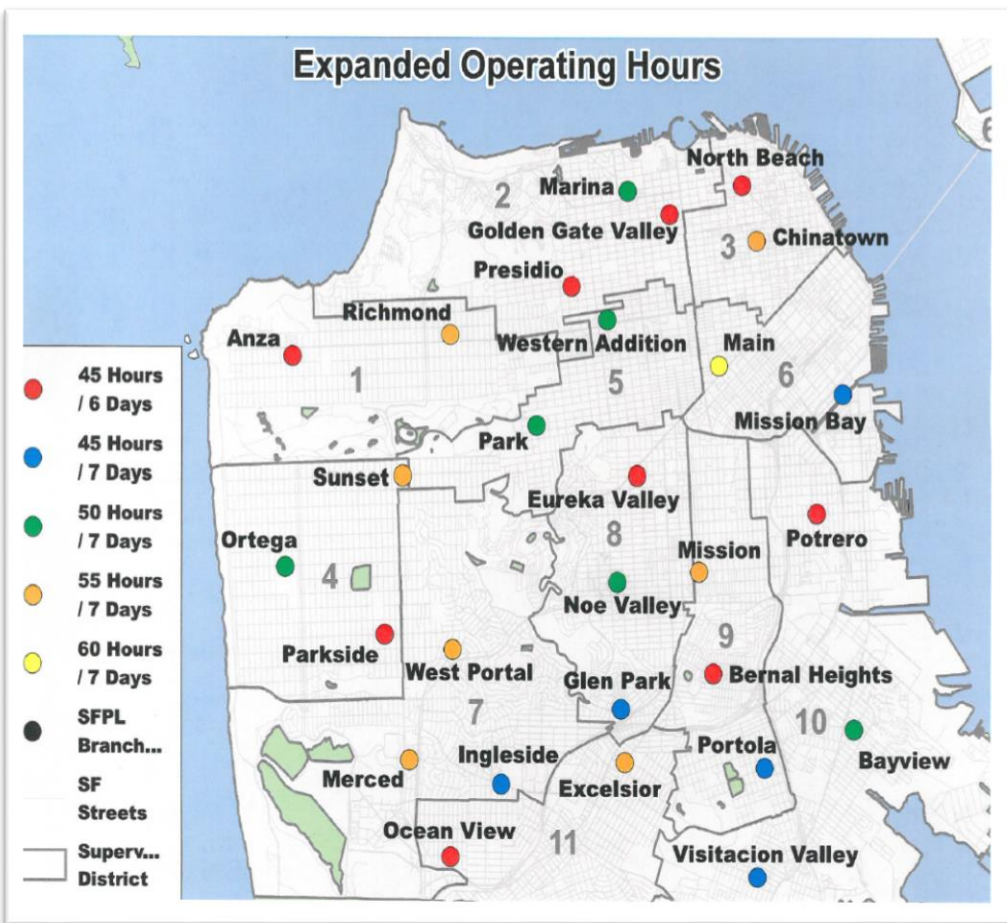 Expanded Operating Hours
North Beach
2
Marina
Golden Gate Valley
3
Chinatown
Presidio
Richmond
Anza
Western Addition
Main
1
5
6
Mission Bay
Park
Sunset
Eureka Valley
Potrero
Ortega
8
Mission
4
Noe Valley
9
Parkside
West Portal
Glen Park
Bernal Heights
7
10
Portola
Bayview
Merced
Ingleside
Excelsior
Ocean View
11
Visitacion Valley
45 Hours
/ 6 Days
45 Hours
/ 7 Days
50 Hours
/ 7 Days
55 Hours
/ 7 Days
60 Hours
/ 7 Days
SFPL
Branch...
SF
Streets
Superv...
District